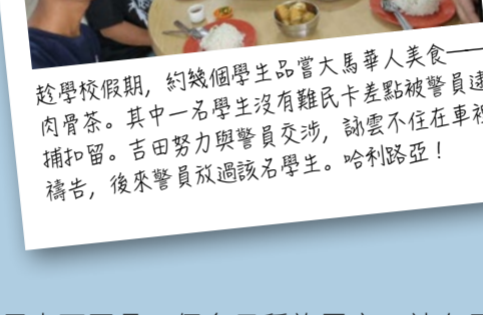 趁學校假期，約幾個學生品嘗大馬華人美食——
肉骨茶。其中一名學生沒有難民卡差點被警員逮
捕扣留。吉田努力與警員交涉，詠雲不住在車裡
禱告，後來警員放過該名學生。哈利路亞！